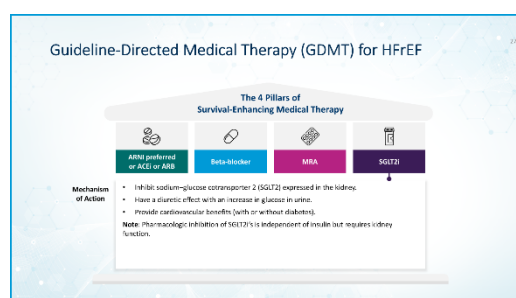 27
Guideline-Directed Medical Therapy (GDMT) for HFrEF
The 4 Pillars of
Survival-Enhancing Medical Therapy
ARNI preferred
or ACEi or ARB
Beta-blocker
MRA
SGLT2i
Mechanism
of Action
• Inhibit sodium–glucose cotransporter 2 (SGLT2) expressed in the kidney.
• Have a diuretic effect with an increase in glucose in urine.
• Provide cardiovascular benefits (with or without diabetes).
Note: Pharmacologic inhibition of SGLT2i's is independent of insulin but requires kidney
function.